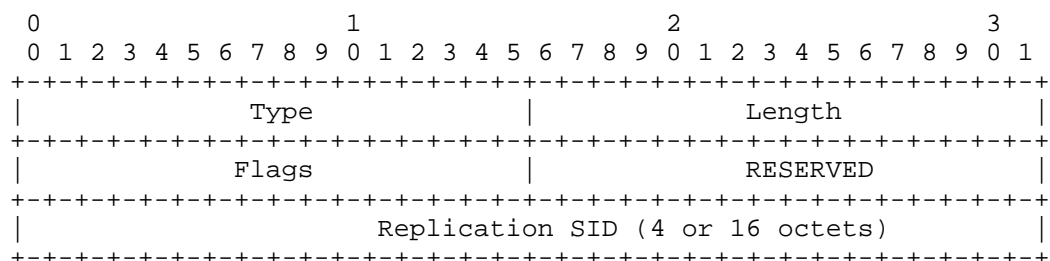 0                   1                   2                   3
 0 1 2 3 4 5 6 7 8 9 0 1 2 3 4 5 6 7 8 9 0 1 2 3 4 5 6 7 8 9 0 1
+-+-+-+-+-+-+-+-+-+-+-+-+-+-+-+-+-+-+-+-+-+-+-+-+-+-+-+-+-+-+-+-+
|              Type             |             Length            |
+-+-+-+-+-+-+-+-+-+-+-+-+-+-+-+-+-+-+-+-+-+-+-+-+-+-+-+-+-+-+-+-+
|             Flags             |             RESERVED          |
+-+-+-+-+-+-+-+-+-+-+-+-+-+-+-+-+-+-+-+-+-+-+-+-+-+-+-+-+-+-+-+-+
|                      Replication SID (4 or 16 octets)         |
+-+-+-+-+-+-+-+-+-+-+-+-+-+-+-+-+-+-+-+-+-+-+-+-+-+-+-+-+-+-+-+-+